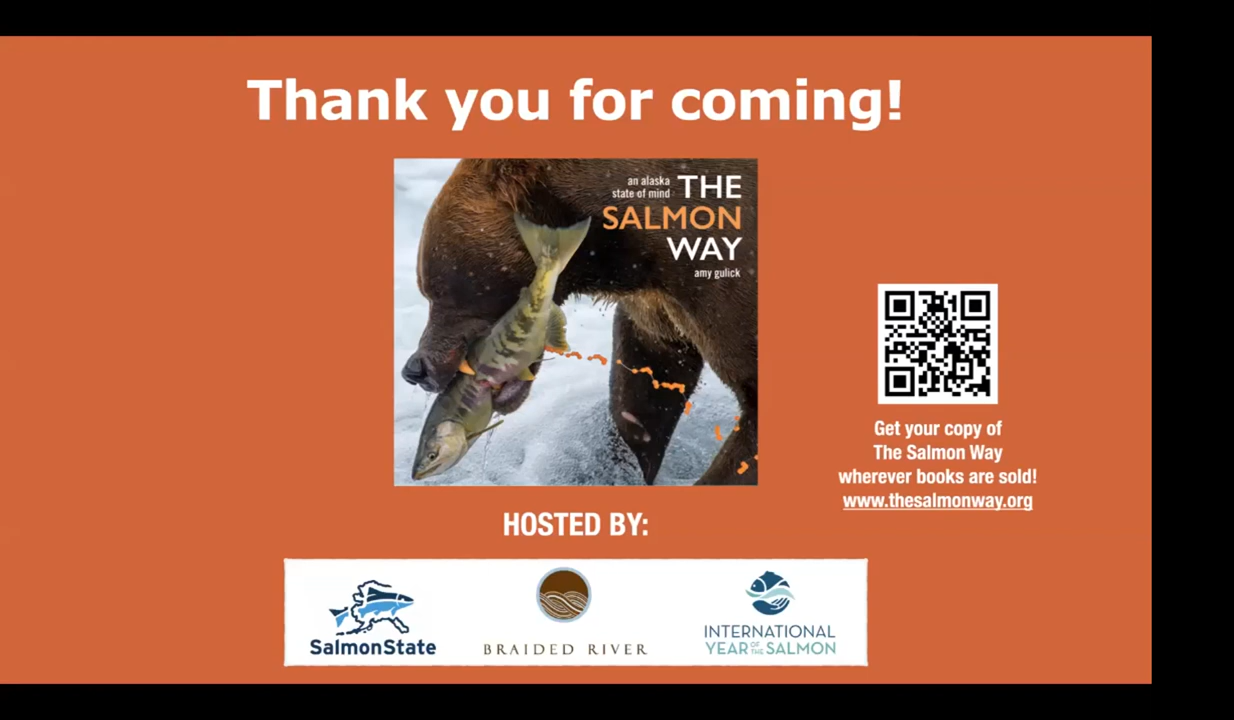 Thank you for coming!
an alaska
state of mind
THE
SALMON
WAY
amy gulick
Get your copy of
The Salmon Way
wherever books are sold!
www.thesalmonway.org
HOSTED BY:
SalmonState
BRAIDED RIVER
INTERNATIONAL
YEAR OF THE SALMON